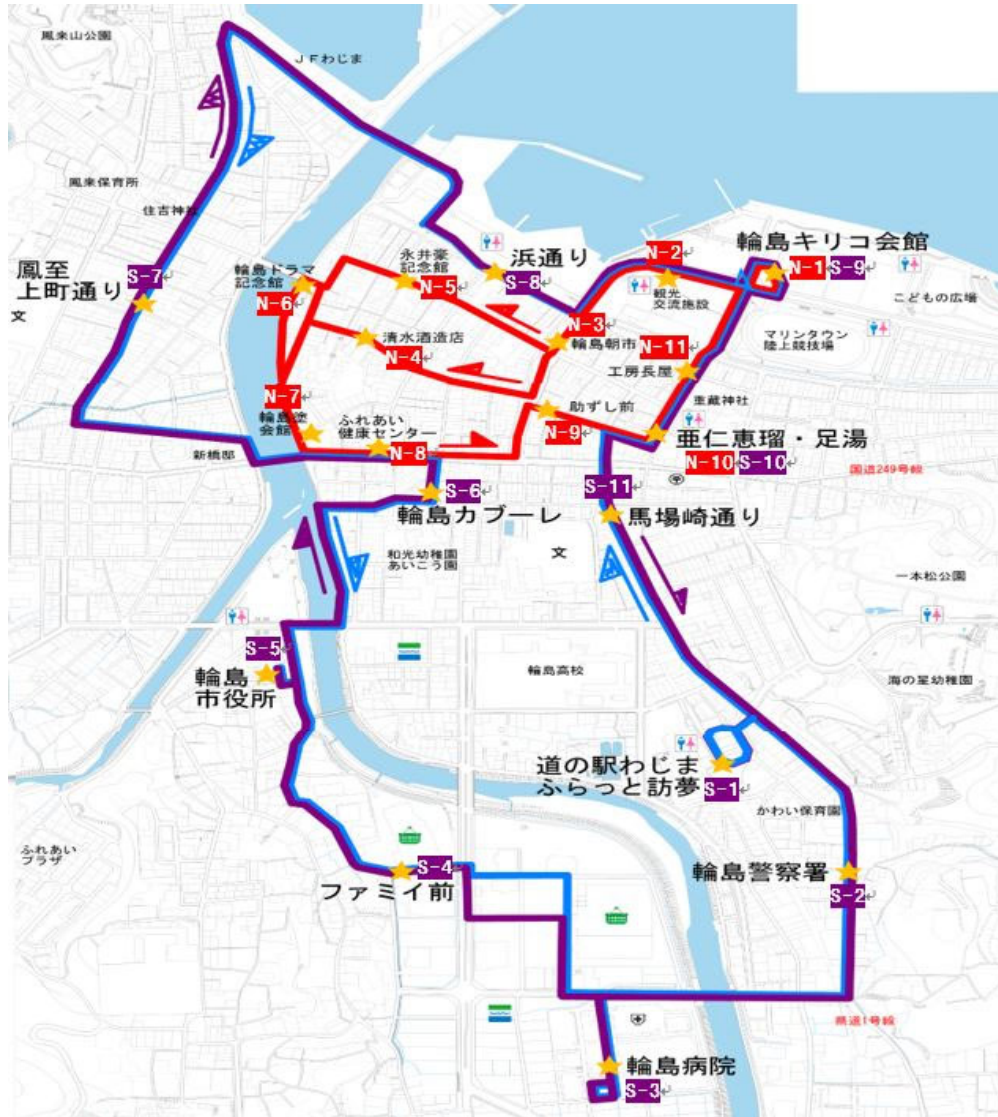 鳳来山公園
JFわじま
鳳来保育所
住吉神社
鳳至
上町通り
S-7
文
輪島ドラマ
記念館
N-6
永井豪
記念館
N-5
浜通り
S-8
N-2
観光
交流施設
輪島キリコ会館
N-1
S-9
こどもの広場
マリンタウン
陸上競技場
N-3
輪島朝市
N-11
工房長屋
清水酒造店
N-4
重蔵神社
N-7
輪島塗
会館
ふれあい
健康センター
N-8
助ずし前
N-9
亜仁恵瑠・足湯
N-10
S-10
新橋邸
国道249号線
S-6
輪島カブーレ
S-11
馬場崎通り
文
和光幼稚園
あいこう園
一本松公園
S-5
輪島
市役所
輪島高校
海の星幼稚園
道の駅わじま
ふらっと訪夢
S-1
かわい保育園
ふれあい
プラザ
S-4
ファミイ前
輪島警察署
S-2
県道1号線
輪島病院
S-3